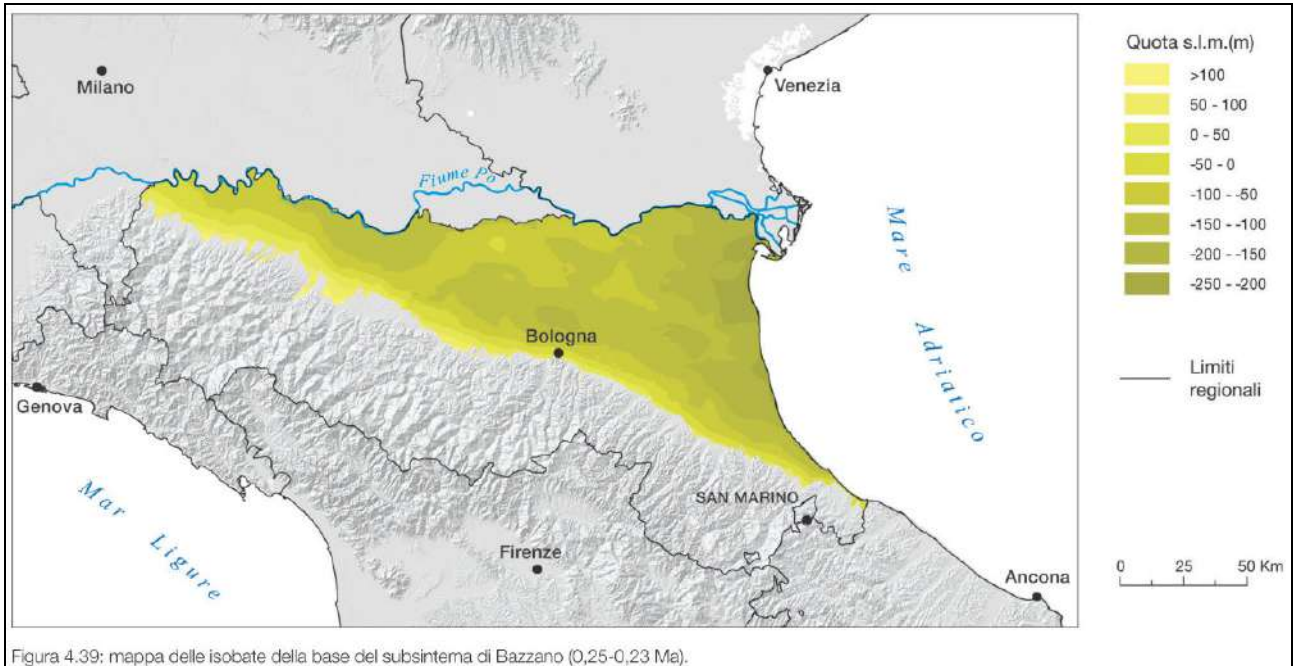 Milano
Venezia
Fiume Po
Bologna
Genova
SAN MARINO
Firenze
Ancona
Mare Adriatico
Mar Ligure
Quota s.l.m.(m)
>100
50 - 100
0 - 50
-50 - 0
-100 - -50
-150 - -100
-200 - -150
-250 - -200
Limiti
regionali
0 25 50 Km
Figura 4.39: mappa delle isobate della base del subsintema di Bazzano (0,25-0,23 Ma).